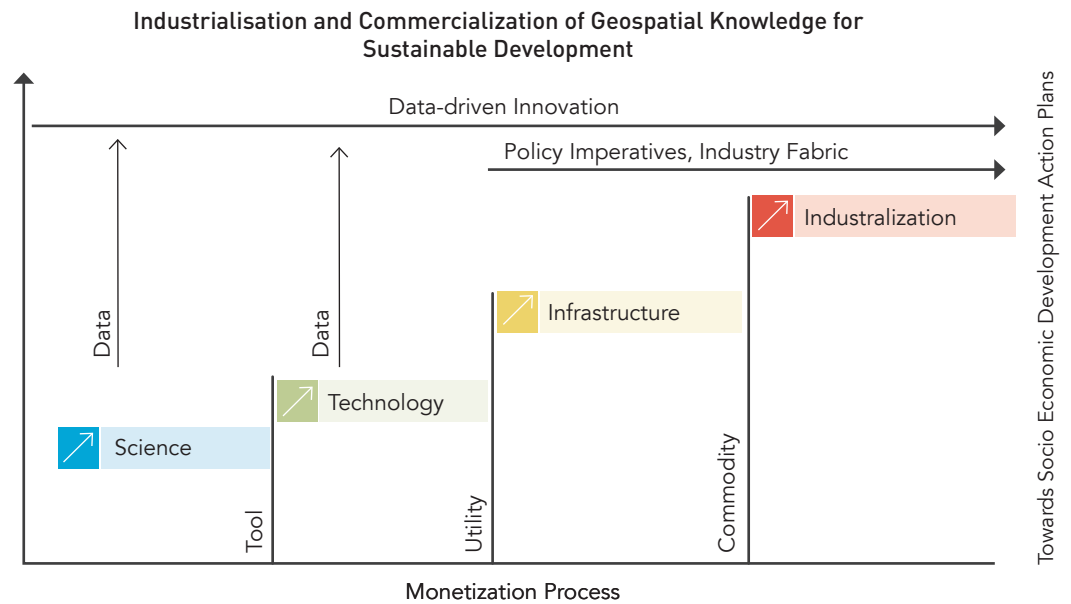 Industrialisation and Commercialization of Geospatial Knowledge for
Sustainable Development
Data-driven Innovation
Policy Imperatives, Industry Fabric
Industralization
Infrastructure
Data
Data
Technology
Science
Tool
Utility
Commodity
Monetization Process
Towards Socio Economic Development Action Plans